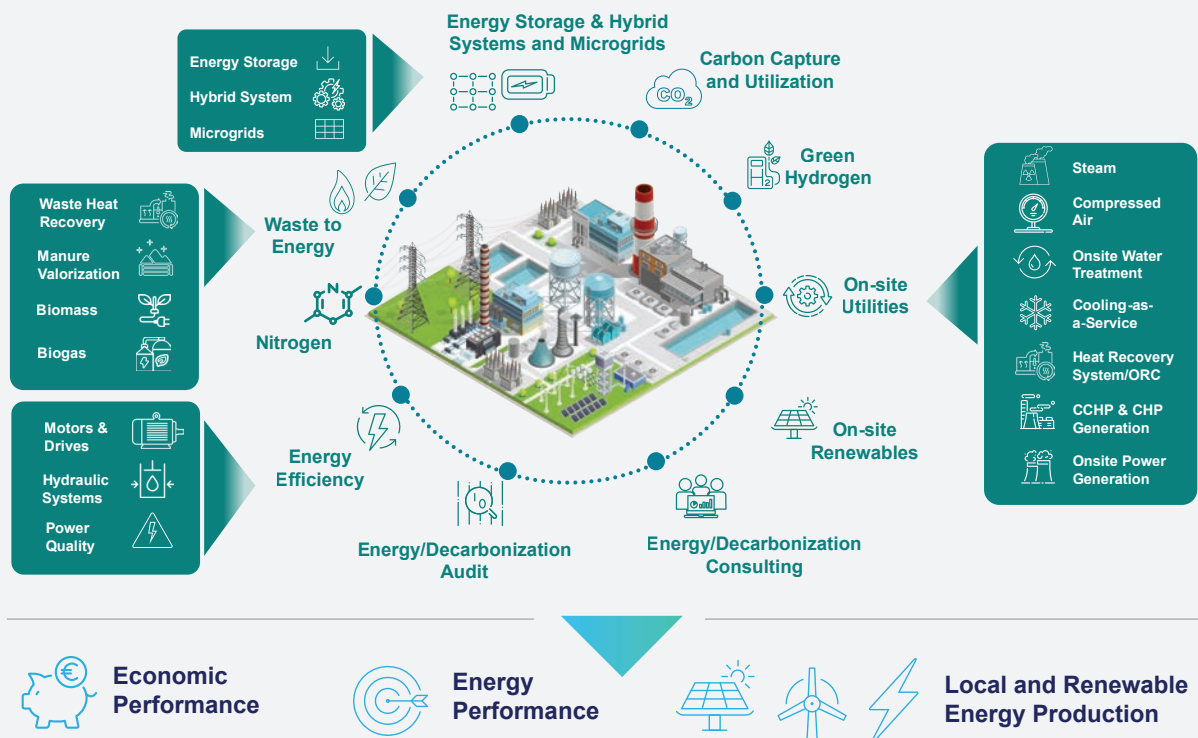 Energy Storage & Hybrid
Systems and Microgrids
Carbon Capture
and Utilization
CO2
Green
Hydrogen
H2
On-site
Utilities
On-site
Renewables
Energy/Decarbonization
Consulting
Energy/Decarbonization
Audit
Energy
Efficiency
N
Nitrogen
Waste to
Energy
Energy Storage
Hybrid System
Microgrids
Waste Heat
Recovery
Manure
Valorization
Biomass
Biogas
Motors &
Drives
Hydraulic
Systems
Power
Quality
Steam
Compressed
Air
Onsite Water
Treatment
Cooling-as-
a-Service
Heat Recovery
System/ORC
CCHP & CHP
Generation
Onsite Power
Generation
€
Economic
Performance
Energy
Performance
Local and Renewable
Energy Production